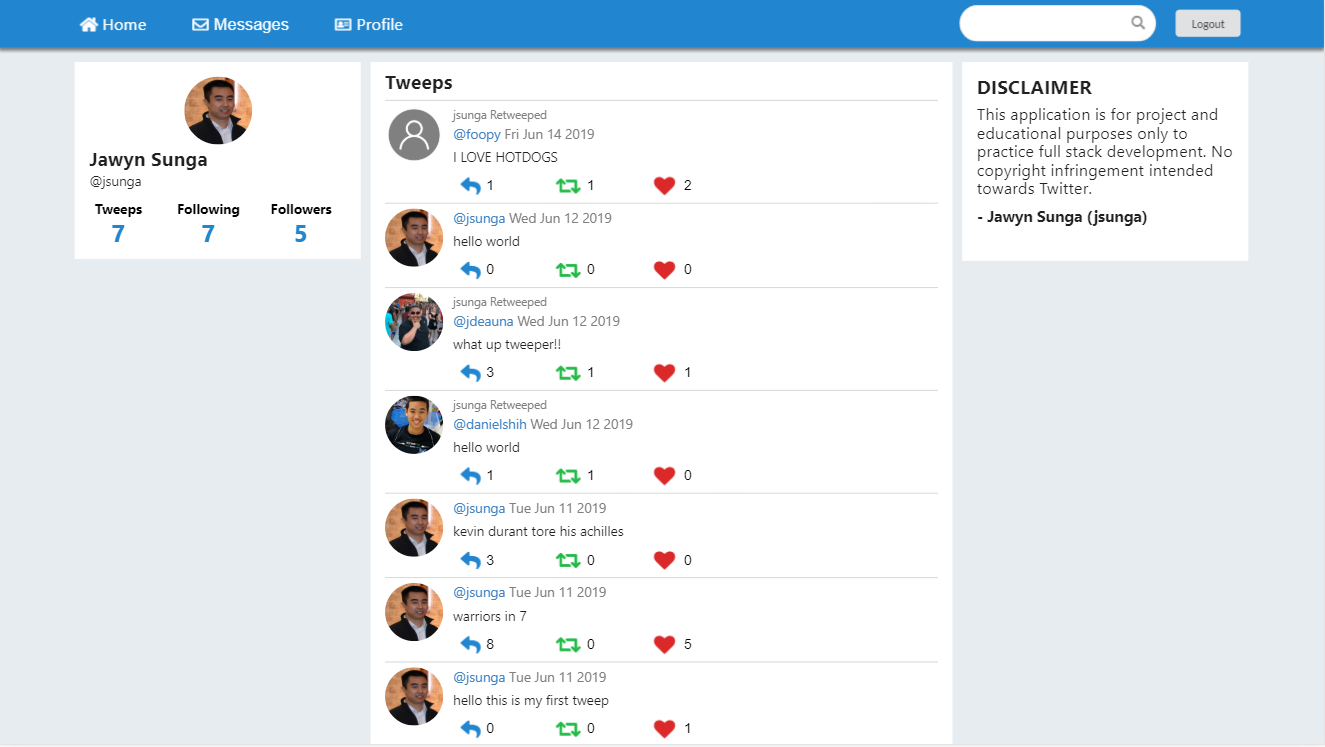 Home Messages Profile Logout
Jawyn Sunga
@jsunga
Tweeps Following Followers
7 7 5
Tweeps
jsunga Retweeped
@foopy Fri Jun 14 2019
I LOVE HOTDOGS
1 1 2
@jsunga Wed Jun 12 2019
hello world
0 0 0
jsunga Retweeped
@jdeauna Wed Jun 12 2019
what up tweeper!!
3 1 1
jsunga Retweeped
@danielshih Wed Jun 12 2019
hello world
1 1 0
@jsunga Tue Jun 11 2019
kevin durant tore his achilles
3 0 0
@jsunga Tue Jun 11 2019
warriors in 7
8 0 5
@jsunga Tue Jun 11 2019
hello this is my first tweep
0 0 1
DISCLAIMER
This application is for project and
educational purposes only to
practice full stack development. No
copyright infringement intended
towards Twitter.
- Jawyn Sunga (jsunga)